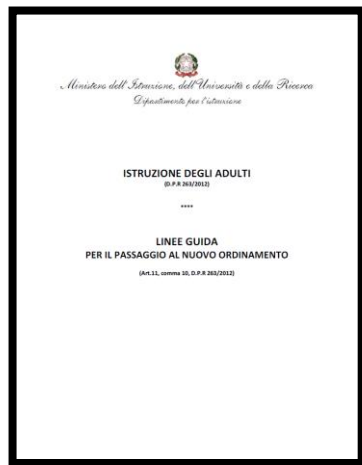 Ministero dell'Istruzione, dell'Università e della Ricerca
Dipartimento per l'istruzione
ISTRUZIONE DEGLI ADULTI
(D.P.R 263/2012)
****
LINEE GUIDA
PER IL PASSAGGIO AL NUOVO ORDINAMENTO
(Art.11, comma 10, D.P.R 263/2012)